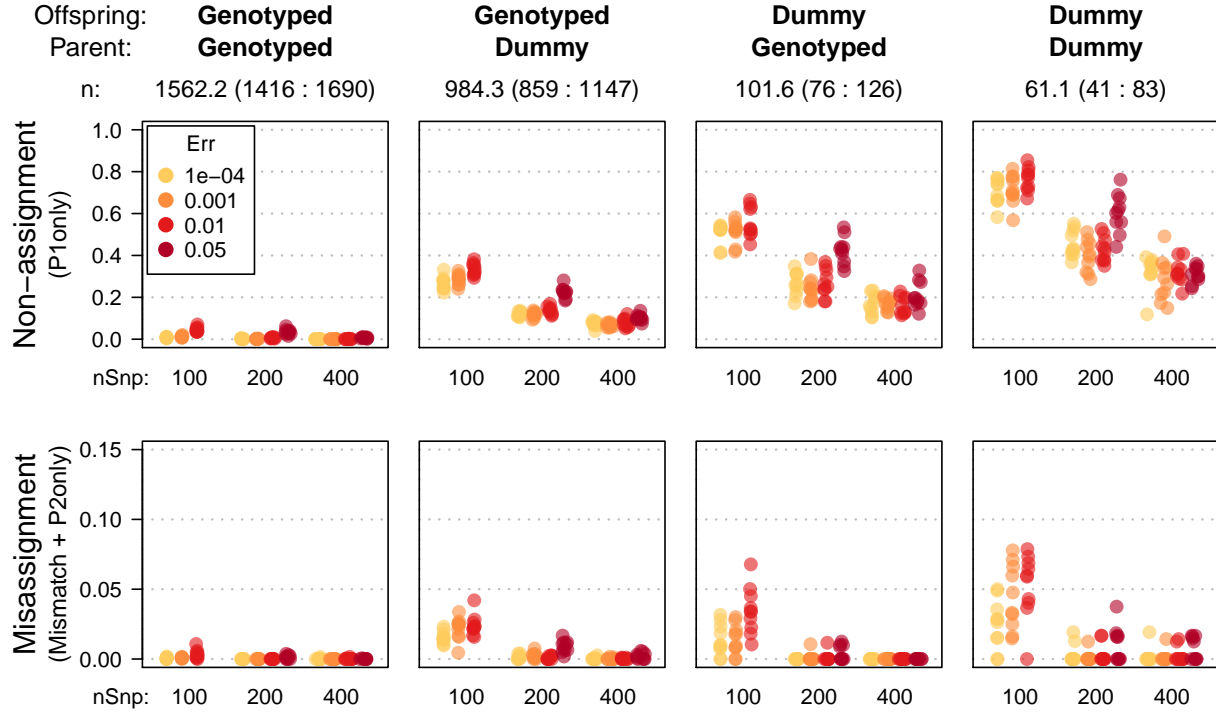 Offspring: Genotyped Genotyped Dummy Dummy
Parent: Genotyped Dummy Genotyped Dummy
n: 1562.2 (1416 : 1690) 984.3 (859 : 1147) 101.6 (76 : 126) 61.1 (41 : 83)
Non−assignment
(P1only)
1.0
0.8
0.6
0.4
0.2
0.0
Err
1e−04
0.001
0.01
0.05
nSnp: 100 200 400 100 200 400 100 200 400 100 200 400
Misassignment
(Mismatch + P2only)
0.15
0.10
0.05
0.00
nSnp: 100 200 400 100 200 400 100 200 400 100 200 400